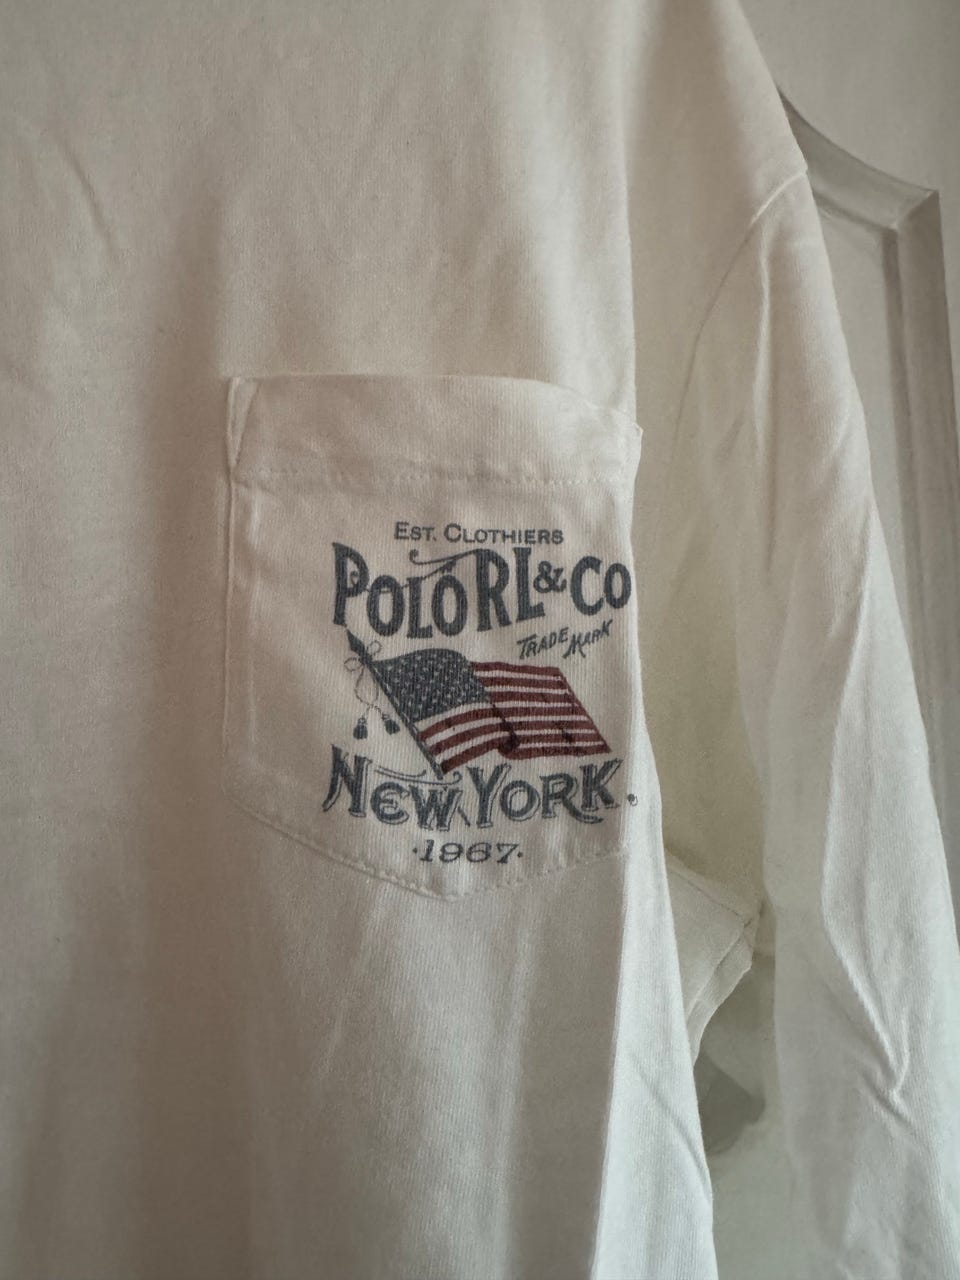 EST. CLOTHIERS
POLO RL & CO
TRADE MARK
NEW YORK.
·1967·